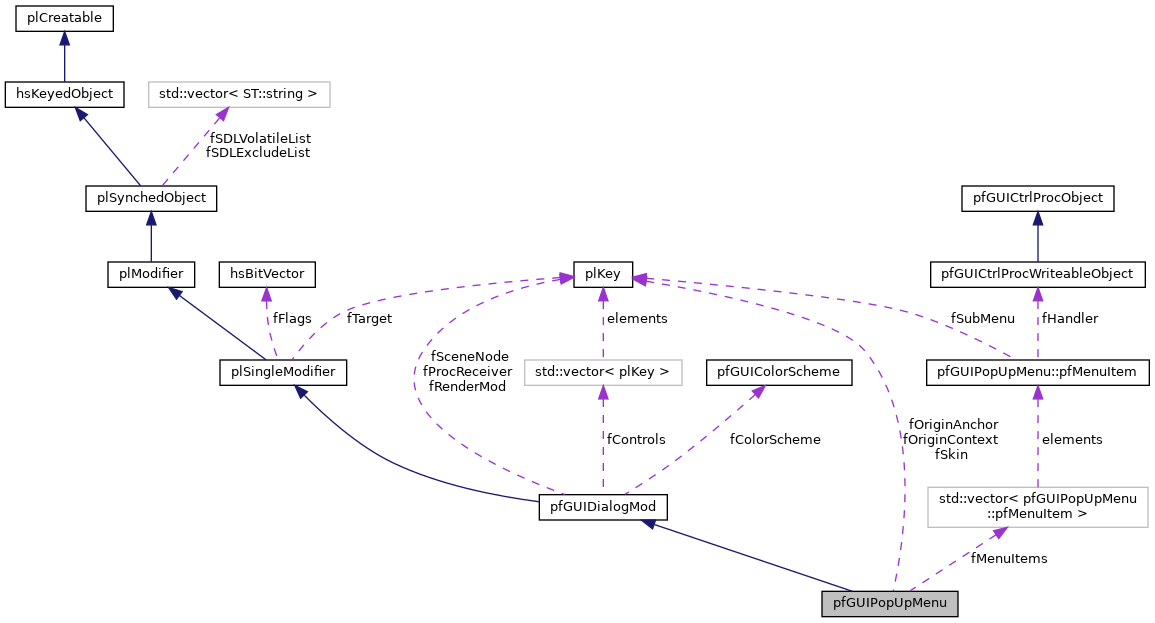 plCreatable
hsKeyedObject
std::vector< ST::string >
fSDLVolatileList
fSDLExcludeList
plSynchedObject
pfGUICtrlProcObject
plModifier
hsBitVector
plKey
pfGUICtrlProcWriteableObject
fFlags
fTarget
elements
fSubMenu
fHandler
fSceneNode
fProcReceiver
fRenderMod
plSingleModifier
std::vector< plKey >
pfGUIColorScheme
pfGUIPopUpMenu::pfMenuItem
fControls
fColorScheme
fOriginAnchor
fOriginContext
fSkin
elements
pfGUIDialogMod
std::vector< pfGUIPopUpMenu
::pfMenuItem >
fMenuItems
pfGUIPopUpMenu